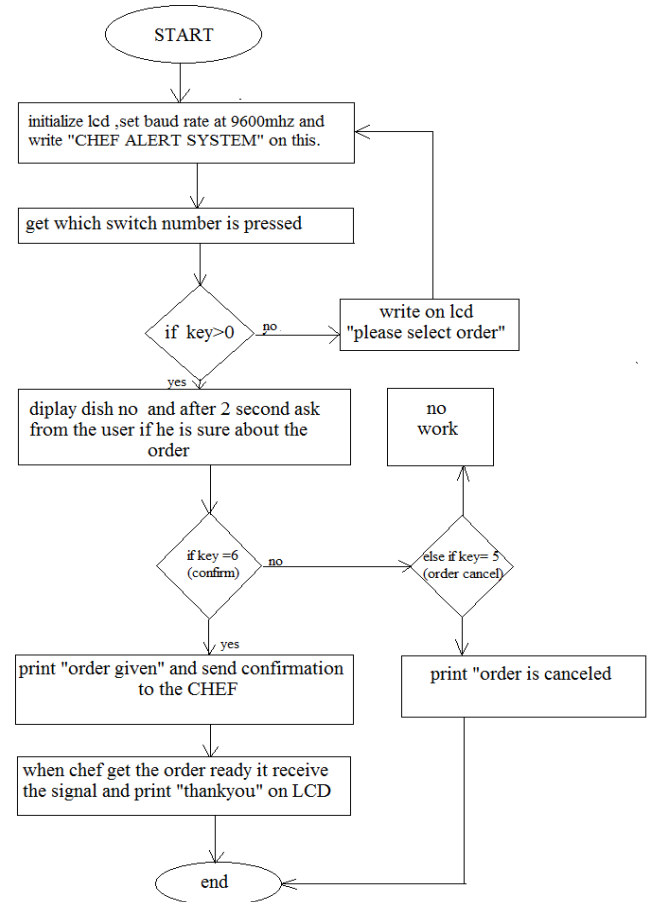 START
initialize lcd ,set baud rate at 9600mhz and
write "CHEF ALERT SYSTEM" on this.
get which switch number is pressed
if key>0
no
write on lcd
"please select order"
yes
diplay dish no and after 2 second ask
from the user if he is sure about the
order
no
work
if key =6
(confirm)
no
else if key= 5
(order cancel)
yes
print "order given" and send confirmation
to the CHEF
print "order is canceled
when chef get the order ready it receive
the signal and print "thankyou" on LCD
end